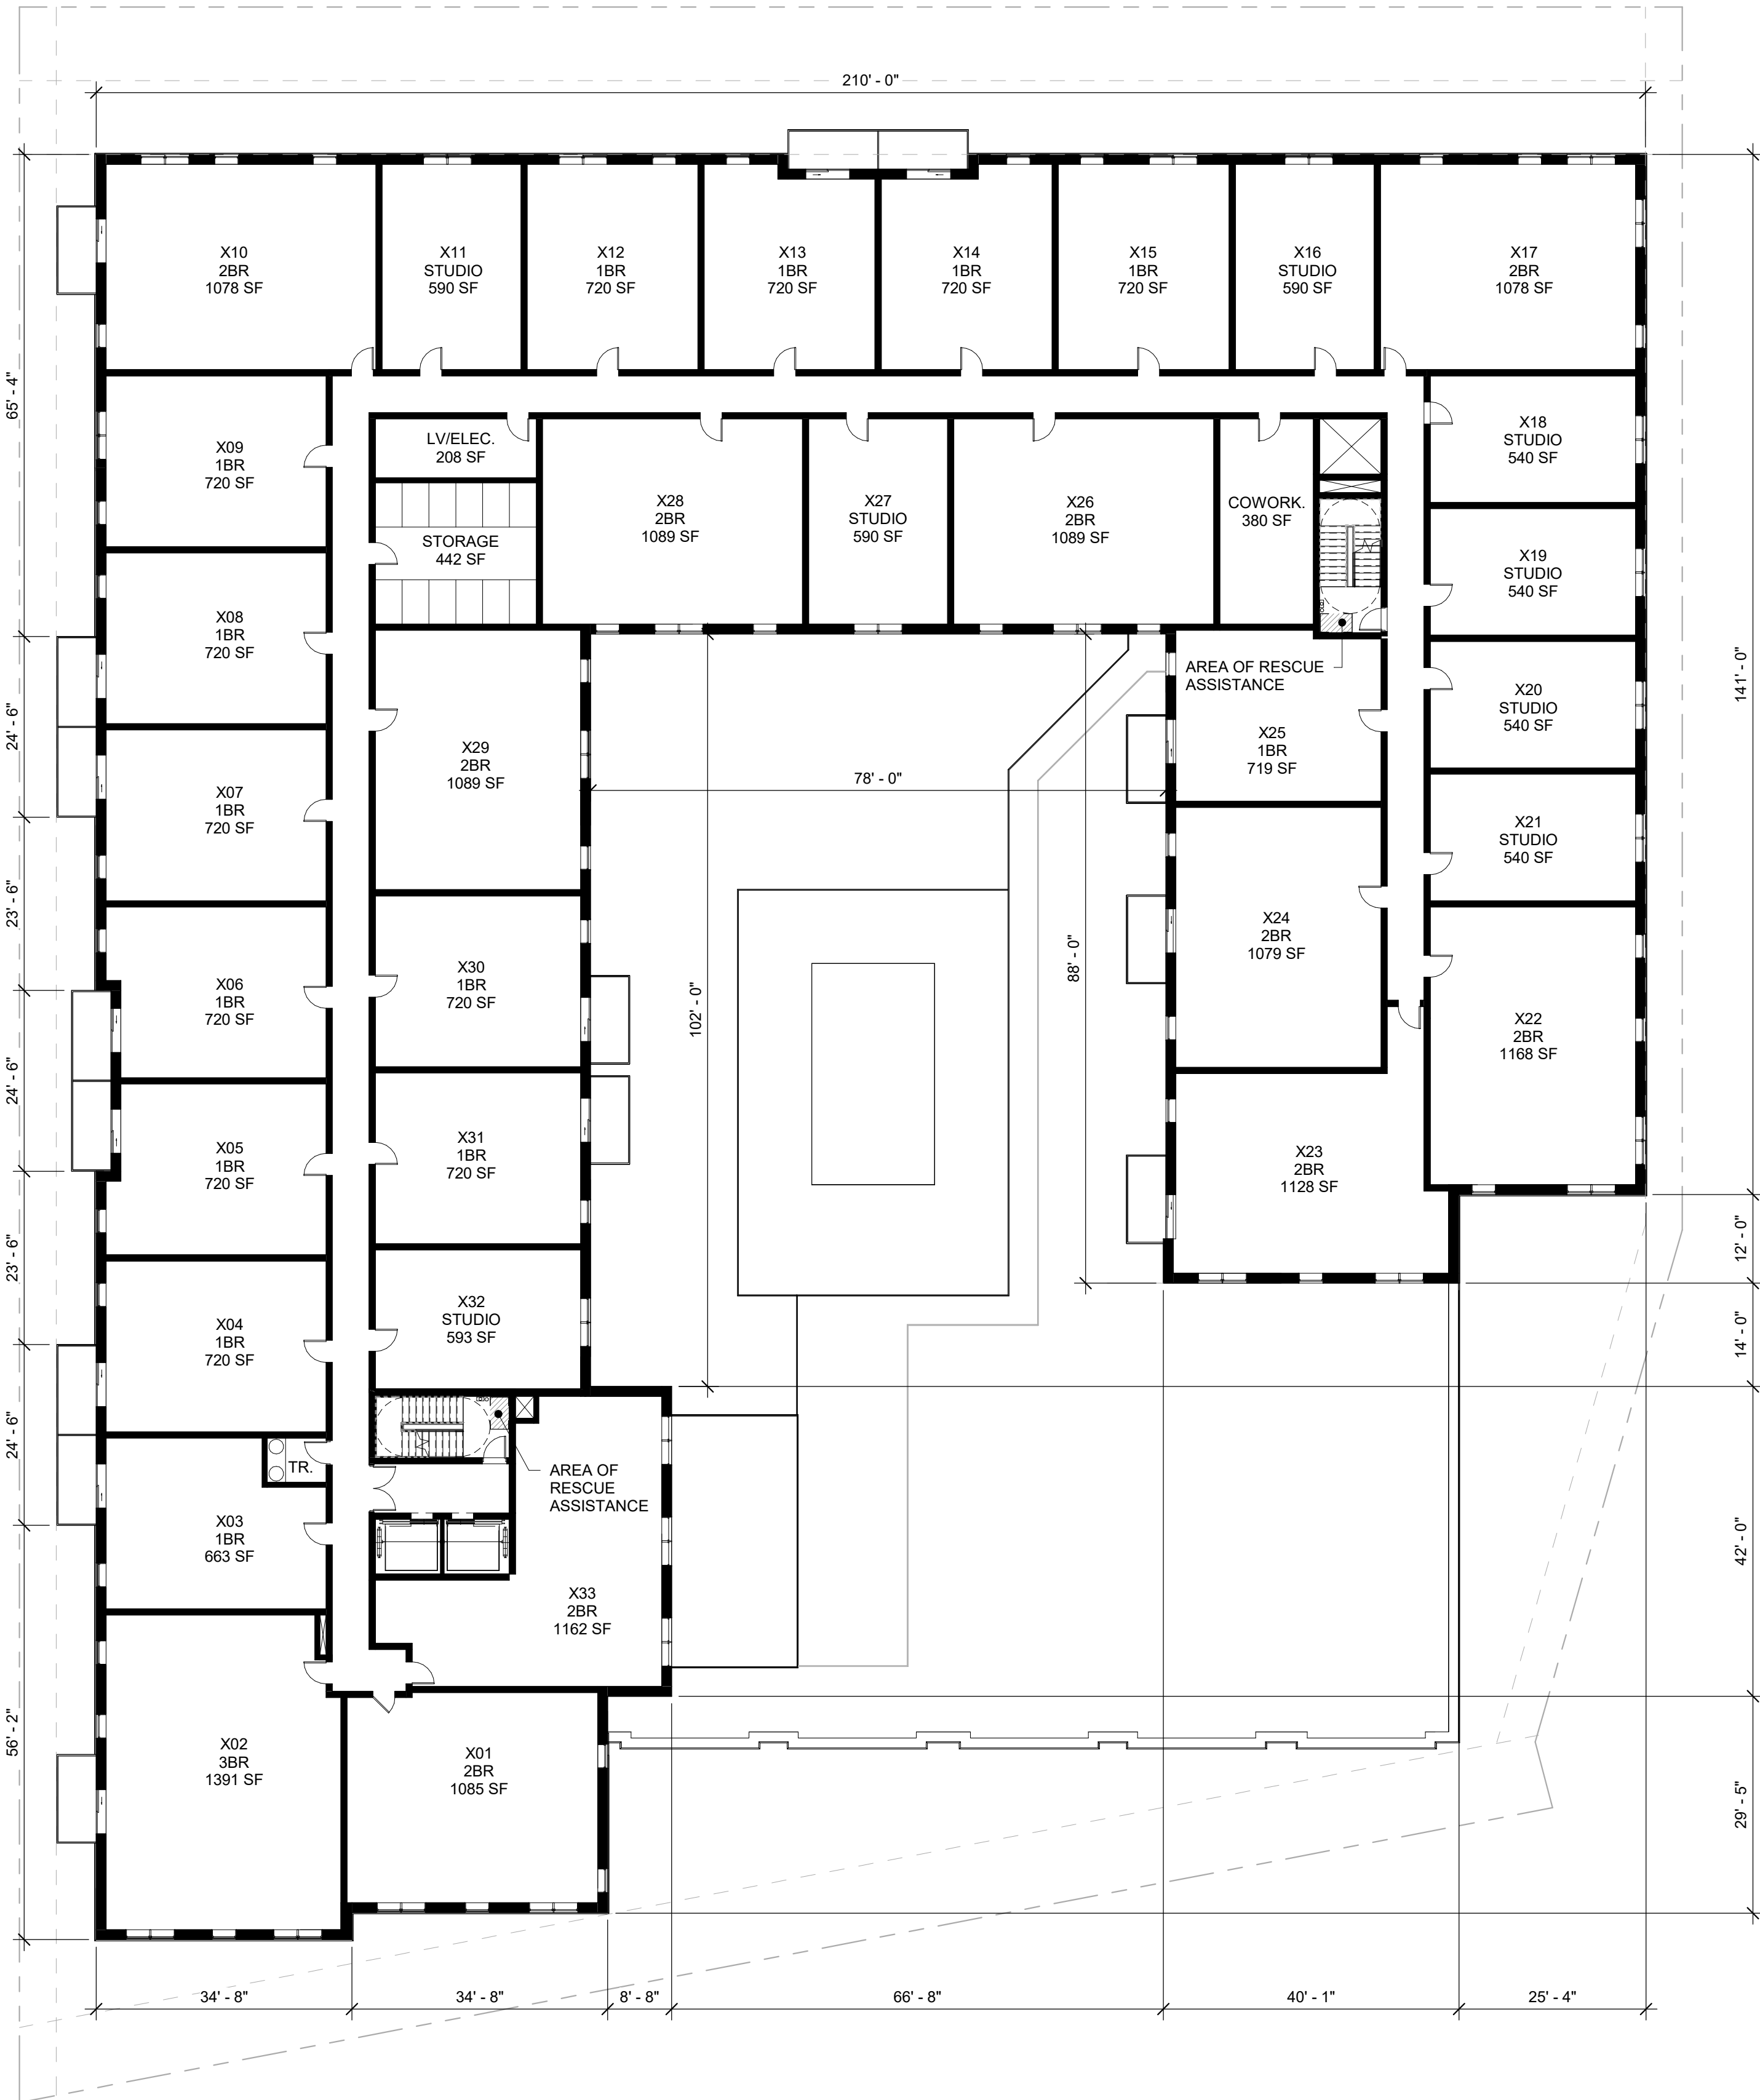 210' - 0"
X10
2BR
1078 SF
X11
STUDIO
590 SF
X12
1BR
720 SF
X13
1BR
720 SF
X14
1BR
720 SF
X15
1BR
720 SF
X16
STUDIO
590 SF
X17
2BR
1078 SF
65' - 4"
X09
1BR
720 SF
LV/ELEC.
208 SF
STORAGE
442 SF
X28
2BR
1089 SF
X27
STUDIO
590 SF
X26
2BR
1089 SF
COWORK.
380 SF
X18
STUDIO
540 SF
X19
STUDIO
540 SF
X08
1BR
720 SF
AREA OF RESCUE
ASSISTANCE
X20
STUDIO
540 SF
141' - 0"
24' - 6"
X29
2BR
1089 SF
78' - 0"
X25
1BR
719 SF
X07
1BR
720 SF
X21
STUDIO
540 SF
23' - 6"
X24
2BR
1079 SF
88' - 0"
X06
1BR
720 SF
X30
1BR
720 SF
102' - 0"
X22
2BR
1168 SF
24' - 6"
X05
1BR
720 SF
X31
1BR
720 SF
X23
2BR
1128 SF
23' - 6"
12' - 0"
X04
1BR
720 SF
X32
STUDIO
593 SF
14' - 0"
24' - 6"
TR.
AREA OF
RESCUE
ASSISTANCE
X03
1BR
663 SF
42' - 0"
X33
2BR
1162 SF
56' - 2"
X02
3BR
1391 SF
X01
2BR
1085 SF
29' - 5"
34' - 8"
34' - 8"
8' - 8"
66' - 8"
40' - 1"
25' - 4"